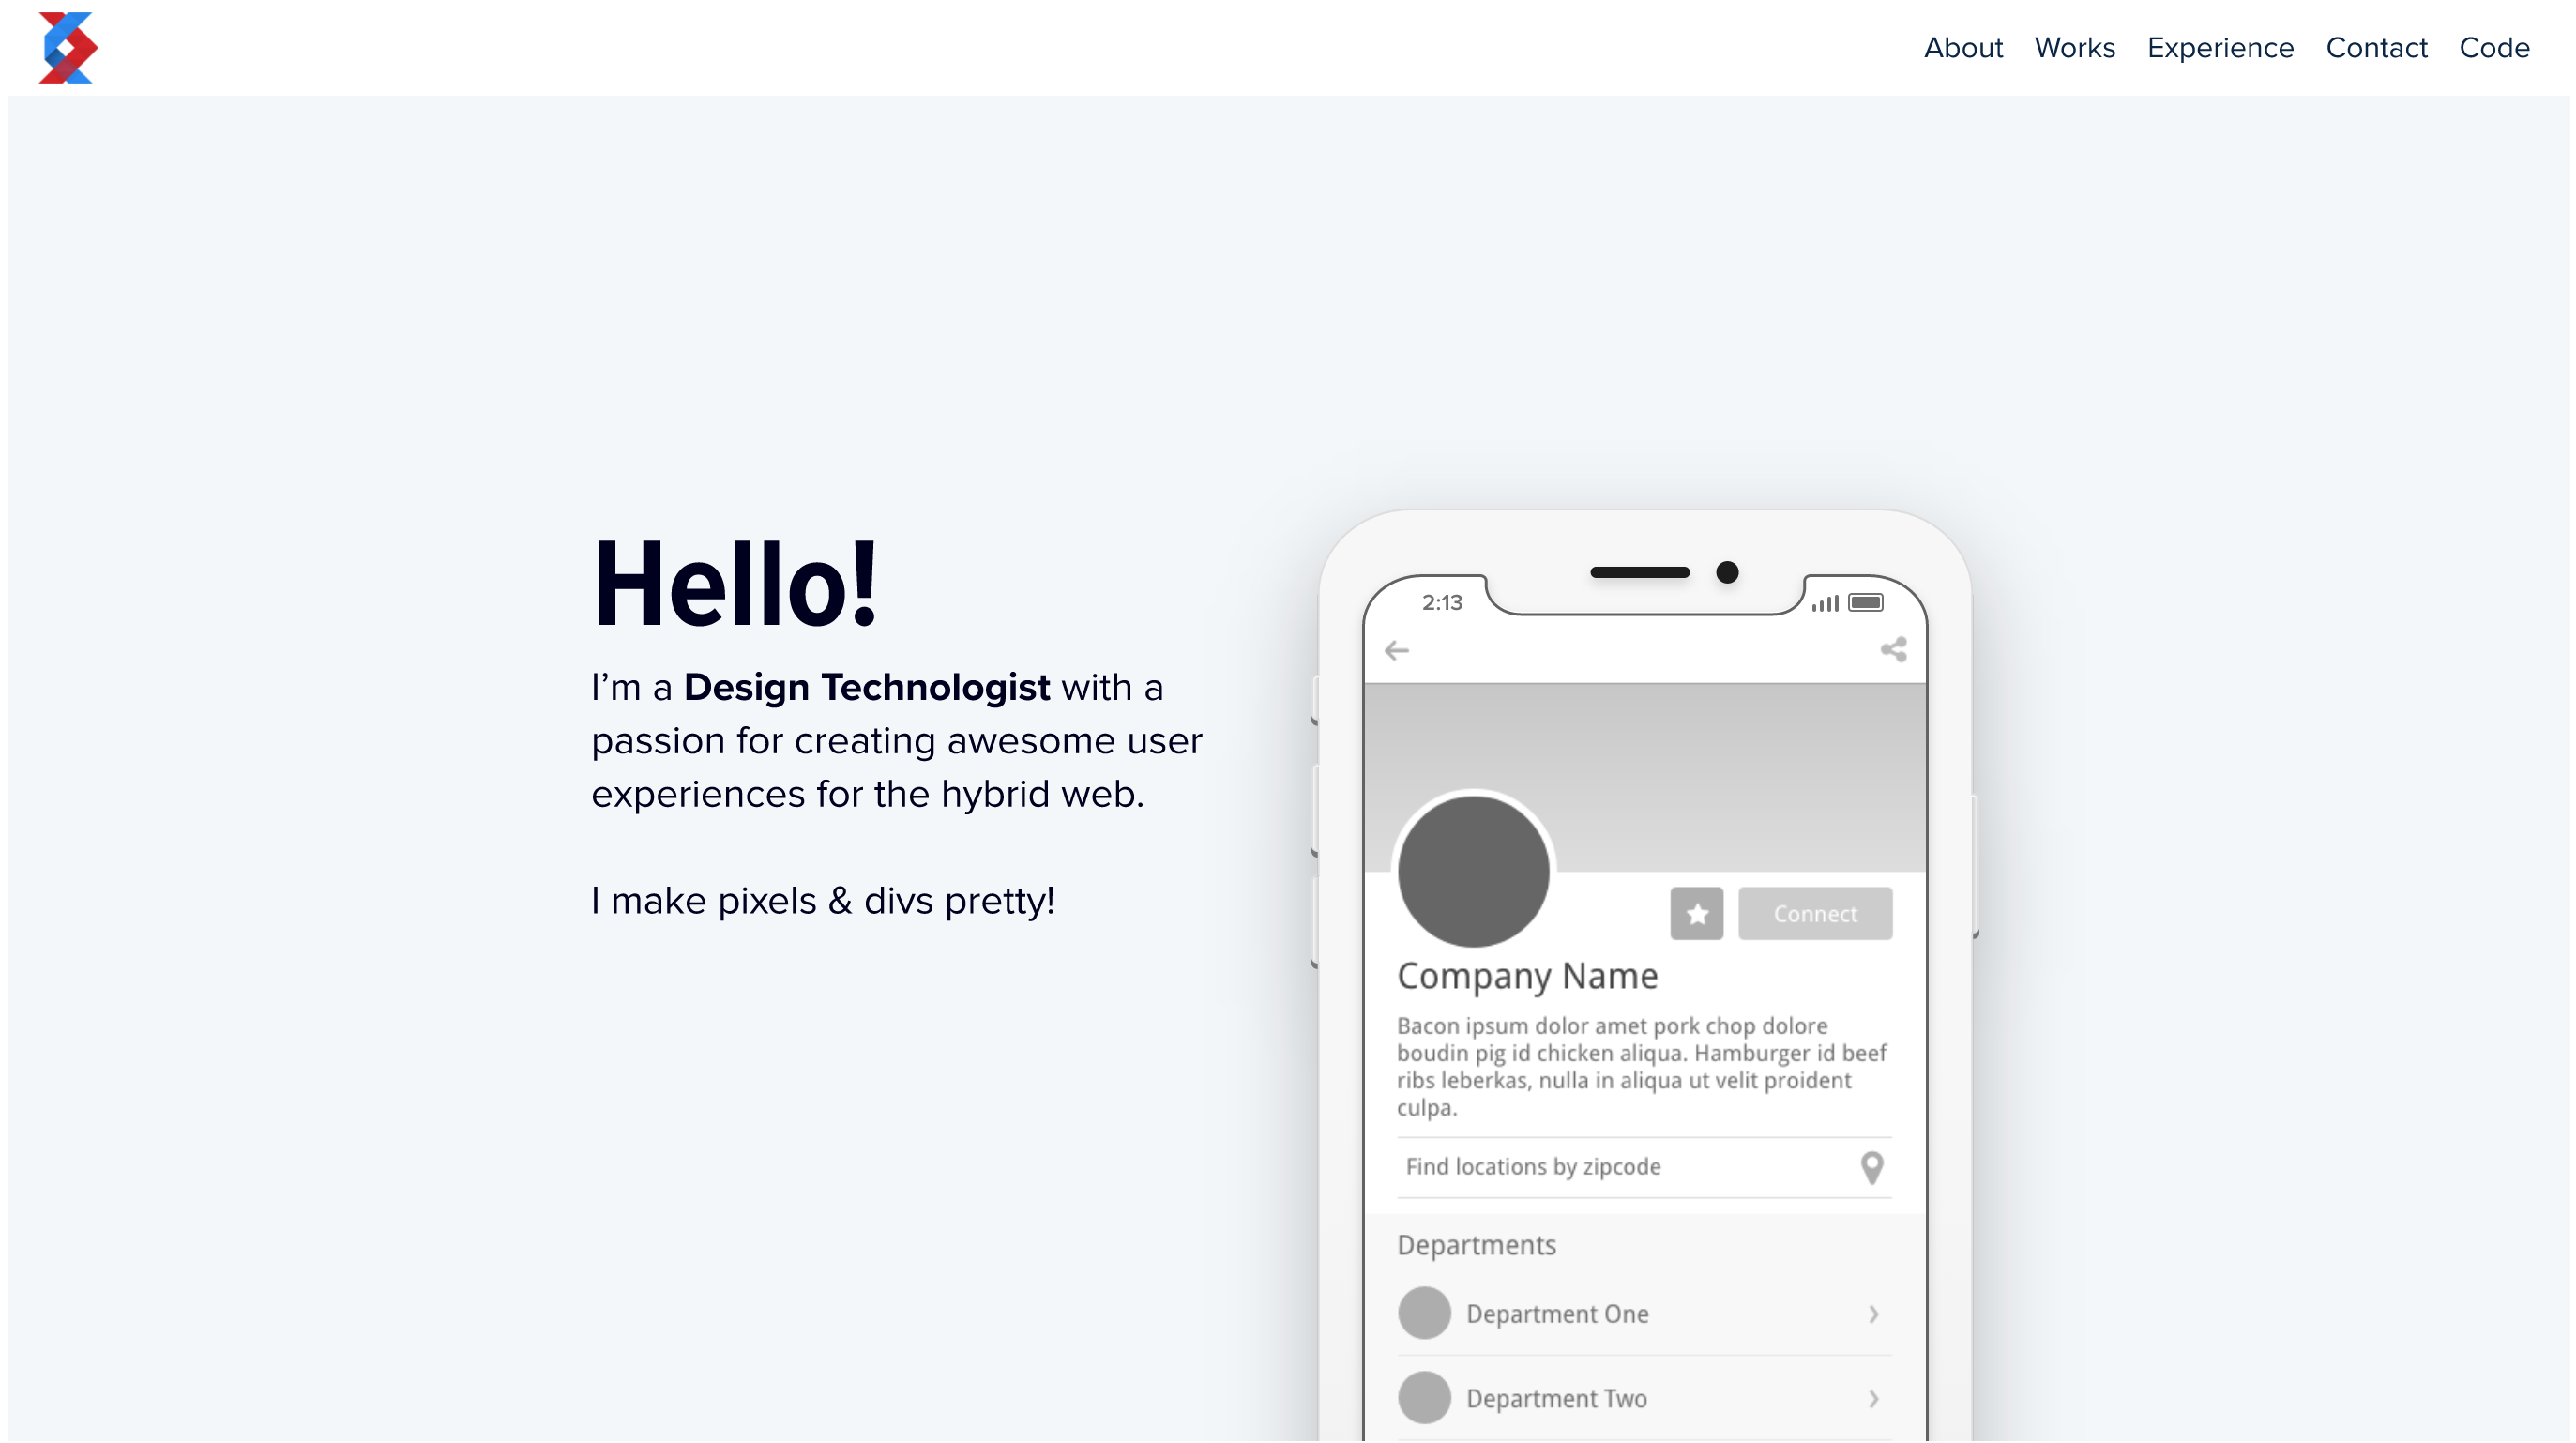 About Works Experience Contact Code
Hello!
I’m a Design Technologist with a
passion for creating awesome user
experiences for the hybrid web.
I make pixels & divs pretty!
2:13
Connect
Company Name
Bacon ipsum dolor amet pork chop dolore
boudin pig id chicken aliqua. Hamburger id beef
ribs leberkas, nulla in aliqua ut velit proident
culpa.
Find locations by zipcode
Departments
Department One
Department Two